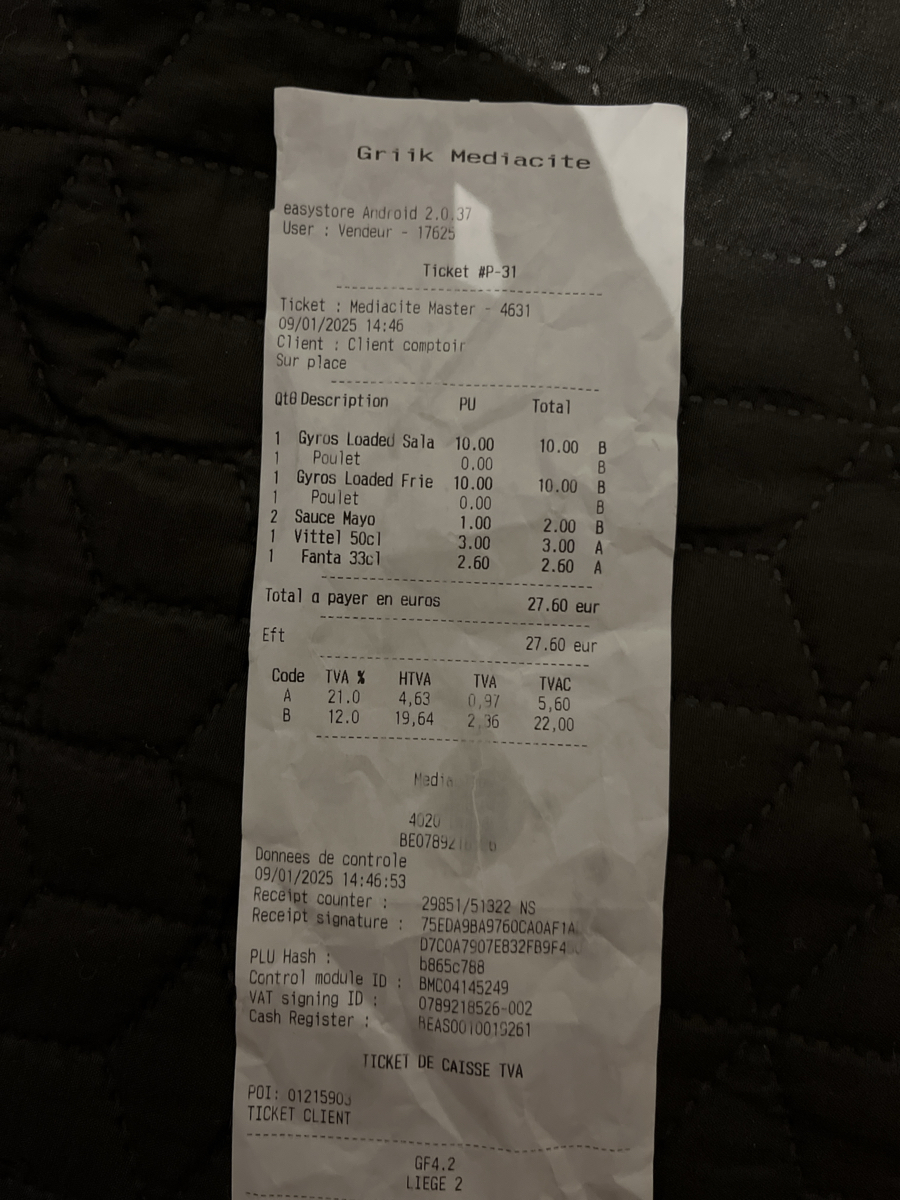 Griik Mediacite
easystore Android 2.0.37
User : Vendeur - 17625
Ticket #P-31
Ticket : Mediacite Master - 4631
09/01/2025 14:46
Client : Client comptoir
Sur place
Qté Description PU Total
1 Gyros Loaded Sala 10.00 10.00 B
1 Poulet 0.00 B
1 Gyros Loaded Frie 10.00 10.00 B
1 Poulet 0.00 B
2 Sauce Mayo 1.00 2.00 B
1 Vittel 50cl 3.00 3.00 A
1 Fanta 33cl 2.60 2.60 A
Total a payer en euros 27.60 eur
Eft 27.60 eur
Code TVA % HTVA TVA TVAC
A 21.0 4,63 0,97 5,60
B 12.0 19,64 2,36 22,00
4020
Donnees de controle
09/01/2025 14:46:53
Receipt counter : 29851/51322 NS
Receipt signature :
PLU Hash : b865c788
Control module ID : BMC04145249
VAT signing ID : 0789218526-002
Cash Register :
TICKET DE CAISSE TVA
POI:
TICKET CLIENT
GF4.2
LIEGE 2